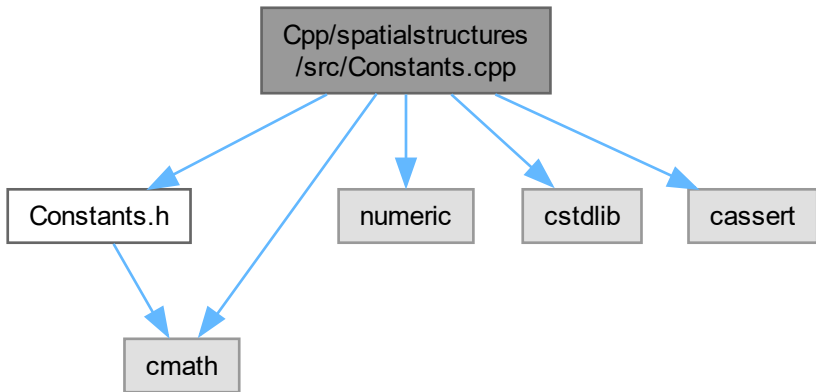 Cpp/spatialstructures
/src/Constants.cpp
Constants.h
numeric
cstdlib
cassert
cmath